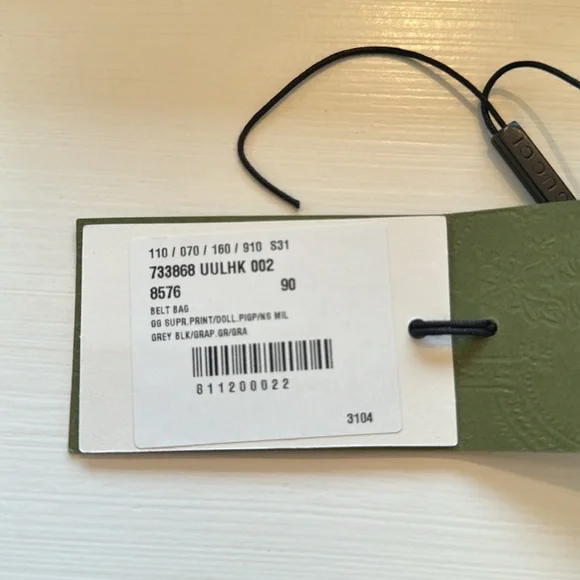 GUCCI
110 / 070 / 160 / 910 S31
733868 UULHK 002
8576 90
BELT BAG
GG SUPR.PRINT/DOLL.PIGP/NS MIL
GREY BLK/GRAP.GR/GRA
811200022
3104